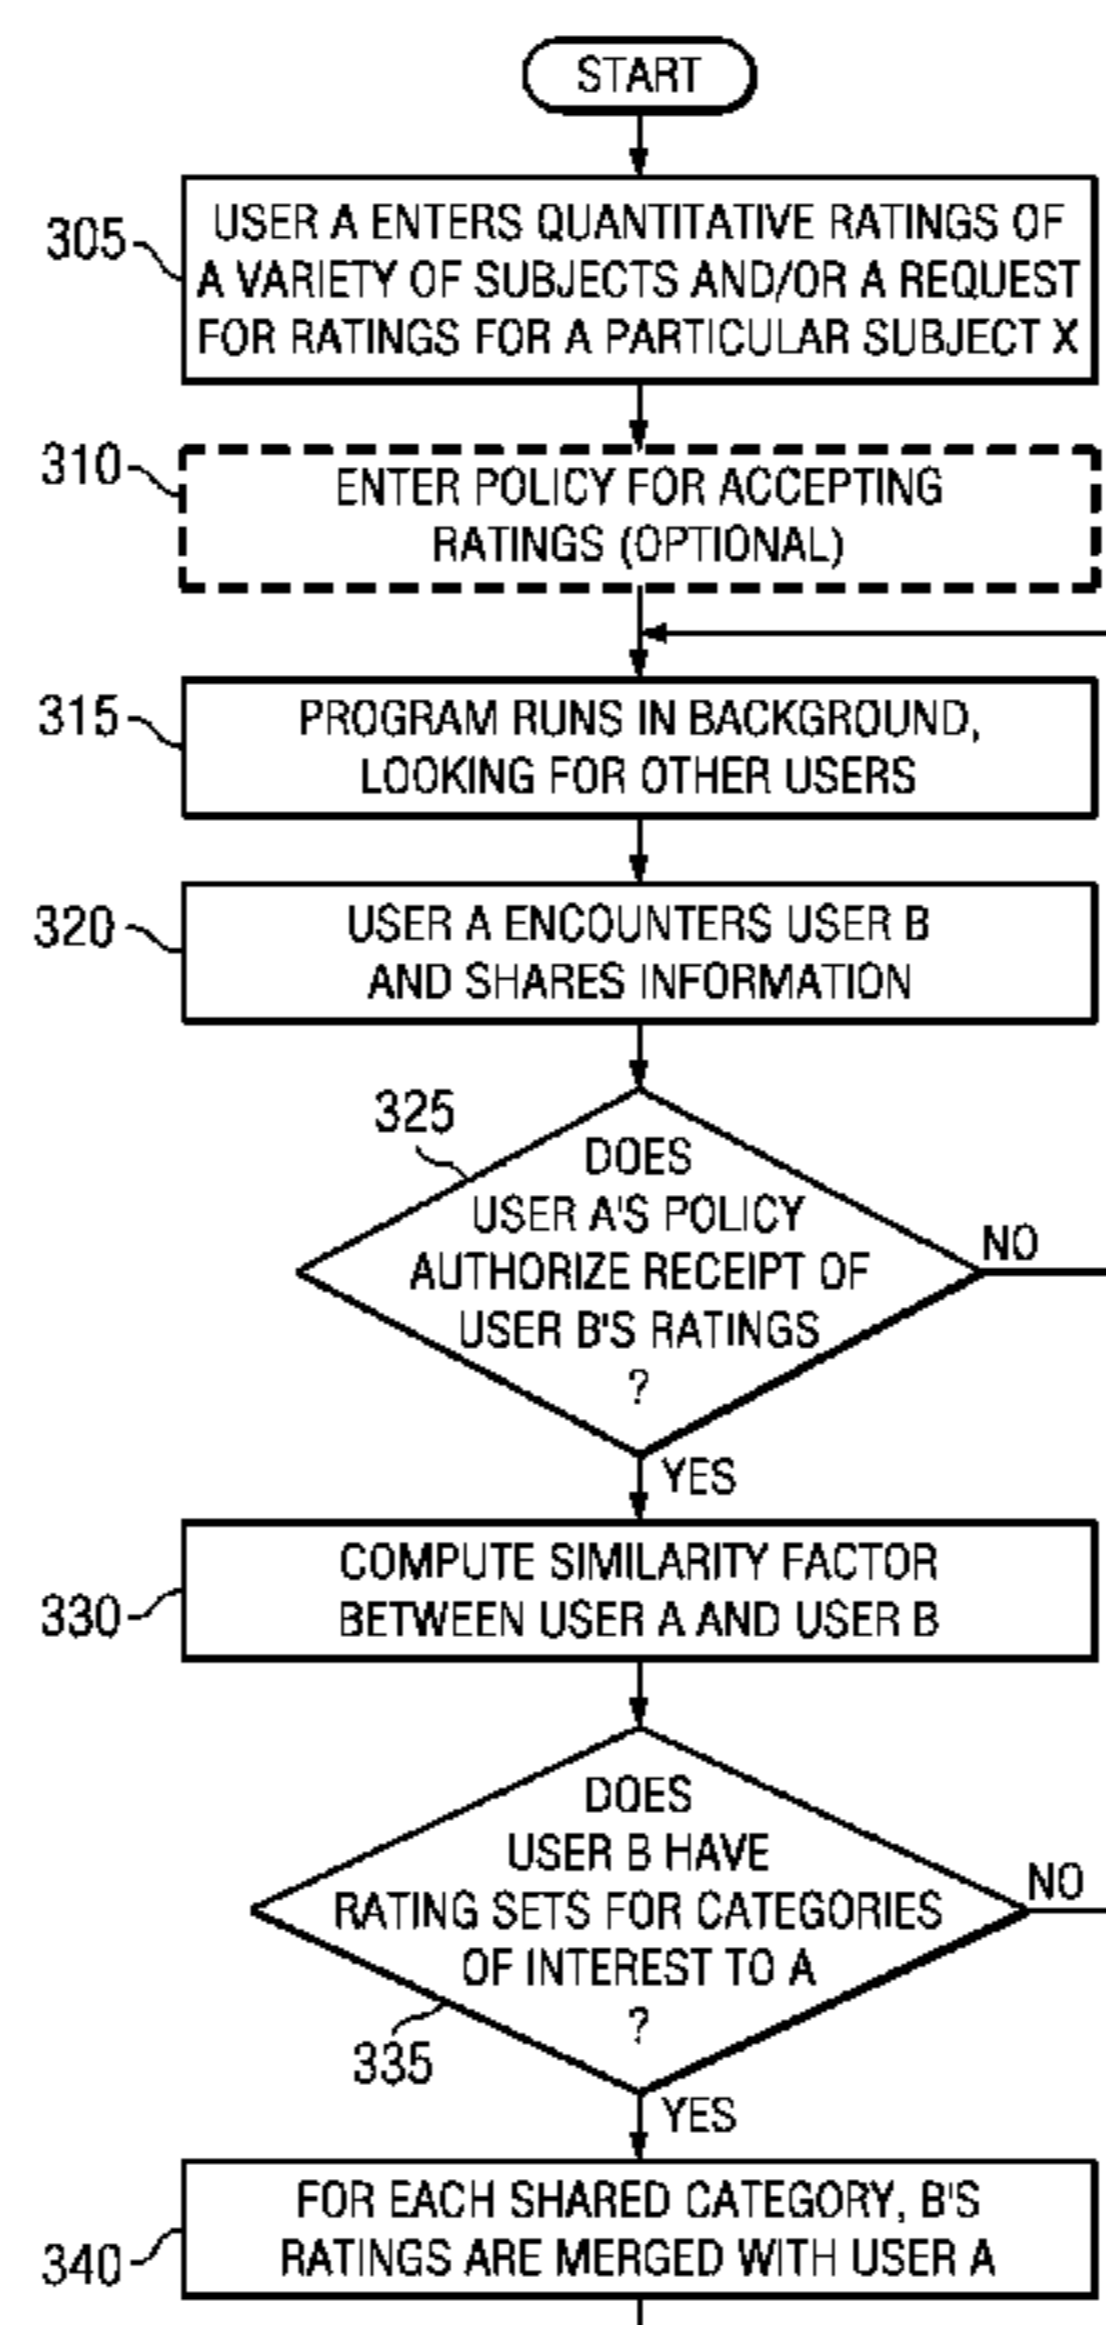 START
305
USER A ENTERS QUANTITATIVE RATINGS OF
A VARIETY OF SUBJECTS AND/OR A REQUEST
FOR RATINGS FOR A PARTICULAR SUBJECT X
310
ENTER POLICY FOR ACCEPTING
RATINGS (OPTIONAL)
315
PROGRAM RUNS IN BACKGROUND,
LOOKING FOR OTHER USERS
320
USER A ENCOUNTERS USER B
AND SHARES INFORMATION
325
DOES
USER A'S POLICY
AUTHORIZE RECEIPT OF
USER B'S RATINGS
?
NO
YES
330
COMPUTE SIMILARITY FACTOR
BETWEEN USER A AND USER B
DOES
USER B HAVE
RATING SETS FOR CATEGORIES
OF INTEREST TO A
?
NO
335
YES
340
FOR EACH SHARED CATEGORY, B'S
RATINGS ARE MERGED WITH USER A